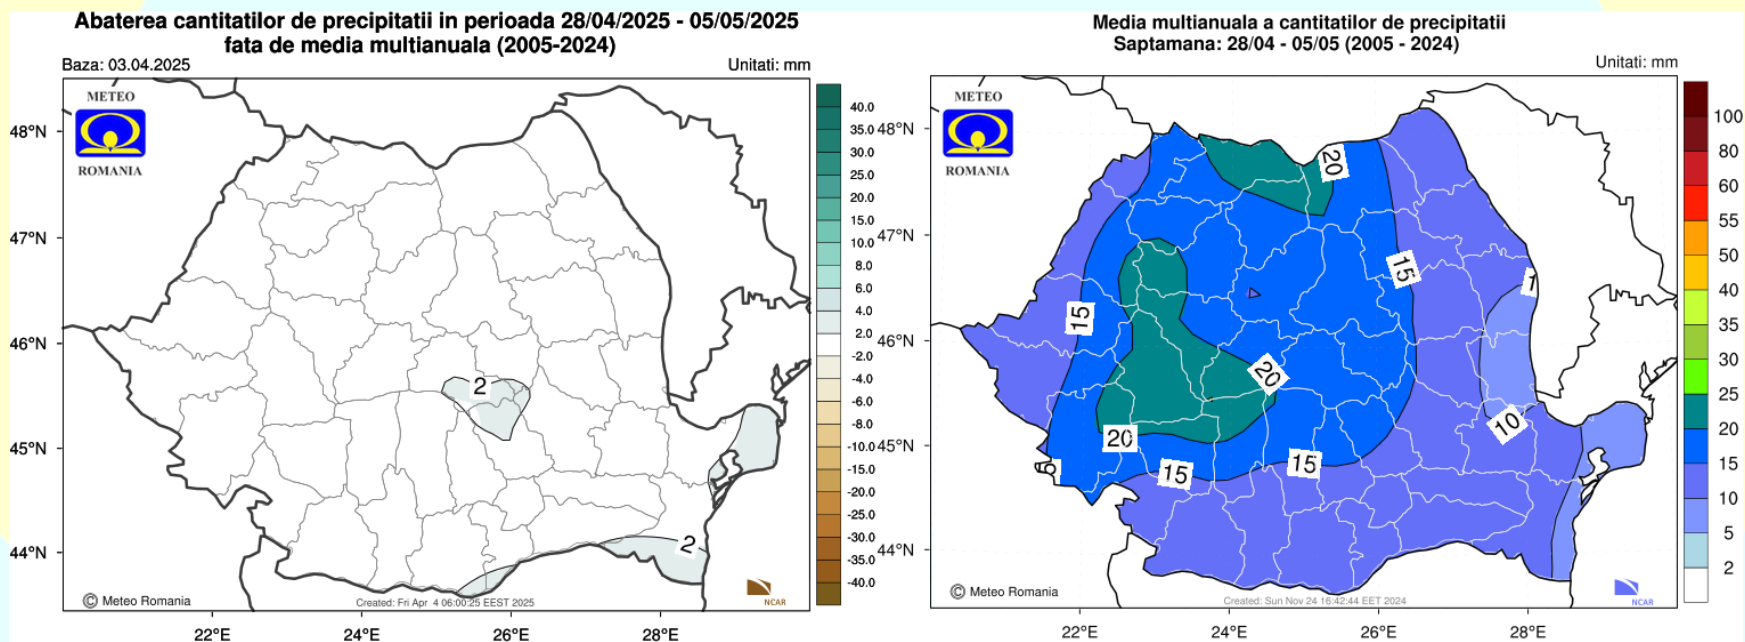 Abaterea cantitatilor de precipitatii in perioada 28/04/2025 - 05/05/2025
fata de media multianuala (2005-2024)
Baza: 03.04.2025
Unitati: mm
METEO
ROMANIA
48°N
47°N
46°N
45°N
44°N
22°E
24°E
26°E
28°E
2
2
40.0
35.0
30.0
25.0
20.0
15.0
10.0
8.0
6.0
4.0
2.0
-2.0
-4.0
-6.0
-8.0
-10.0
-15.0
-20.0
-30.0
-35.0
-40.0
© Meteo Romania
Created: Fri Apr 4 06:00:25 EEST 2025
NCAR
Media multianuala a cantitatilor de precipitatii
Saptamana: 28/04 - 05/05 (2005 - 2024)
Unitati: mm
METEO
ROMANIA
48°N
47°N
46°N
45°N
44°N
22°E
24°E
26°E
28°E
20
15
1
15
20
10
20
15
15
100
80
60
55
50
40
35
30
25
20
15
10
5
2
© Meteo Romania
Created: Sun Nov 24 16:42:44 EET 2024
NCAR